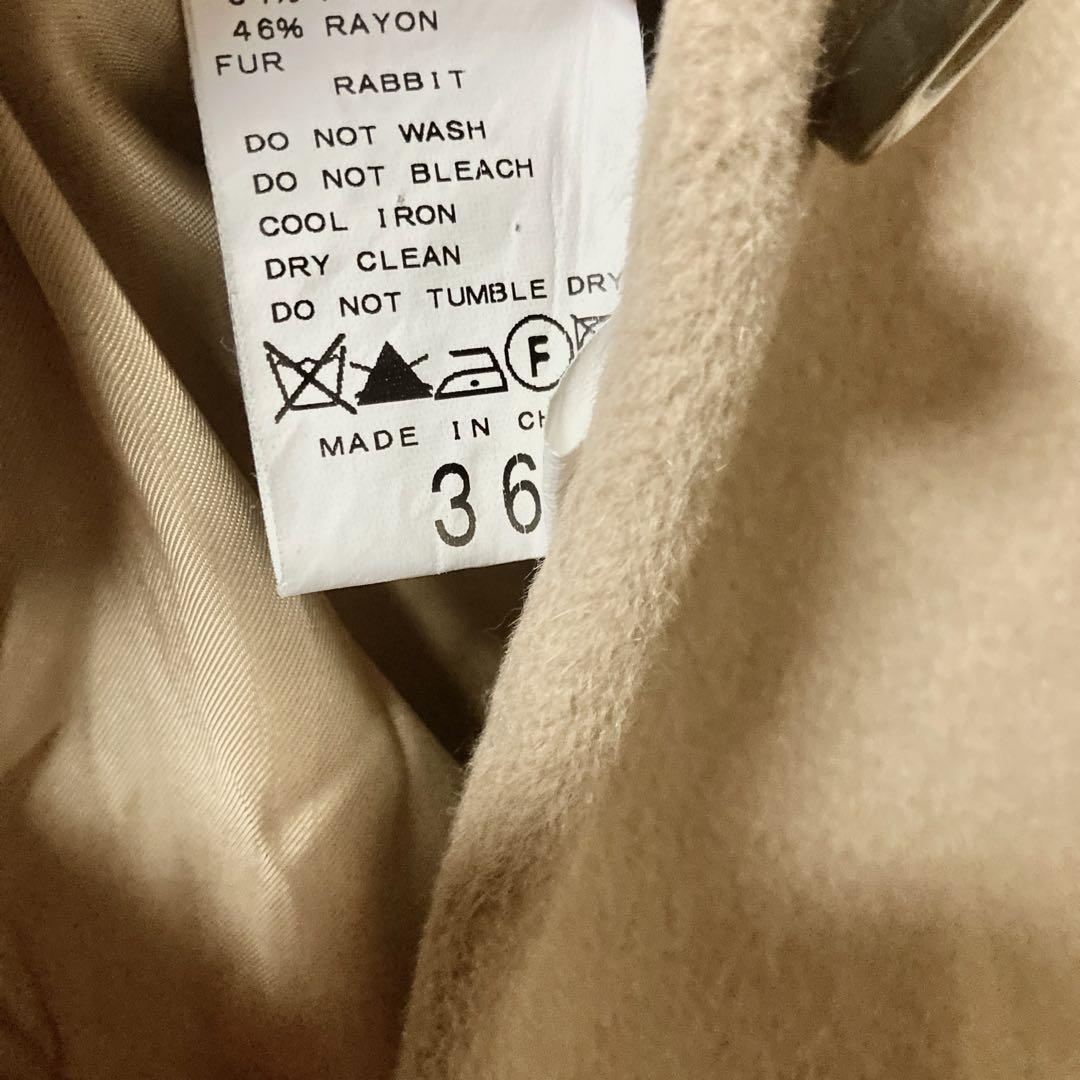 46% RAYON
FUR
RABBIT
DO NOT WASH
DO NOT BLEACH
COOL IRON
DRY CLEAN
DO NOT TUMBLE DRY
F
MADE IN
36